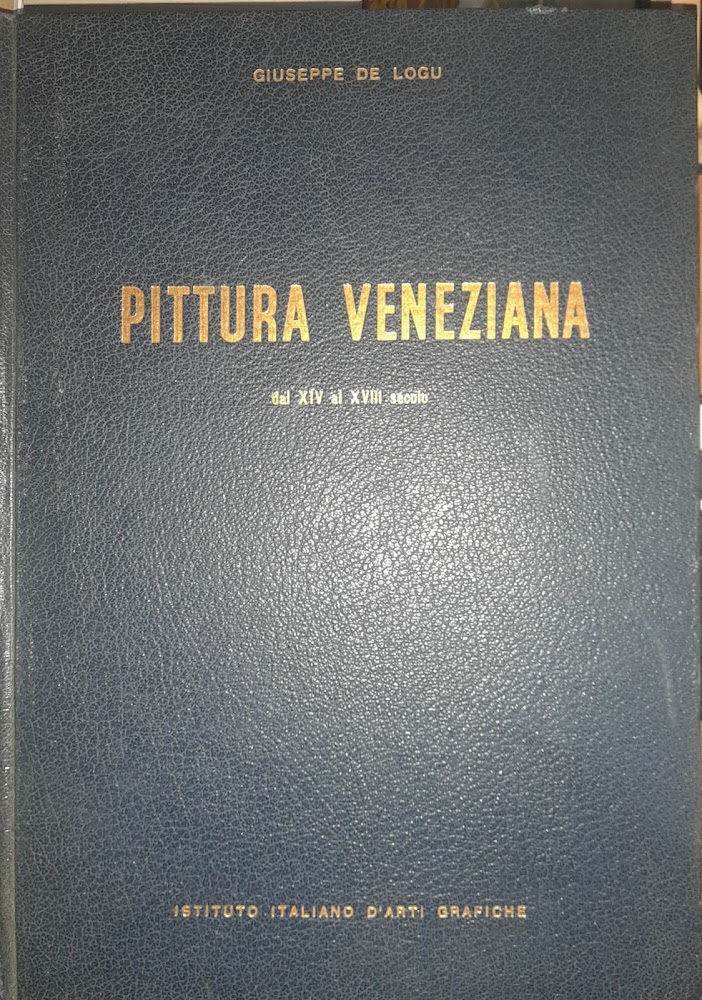 GIUSEPPE DE LOGU
PITTURA VENEZIANA
dal XIV al XVIII secolo
ISTITUTO ITALIANO D'ARTI GRAFICHE